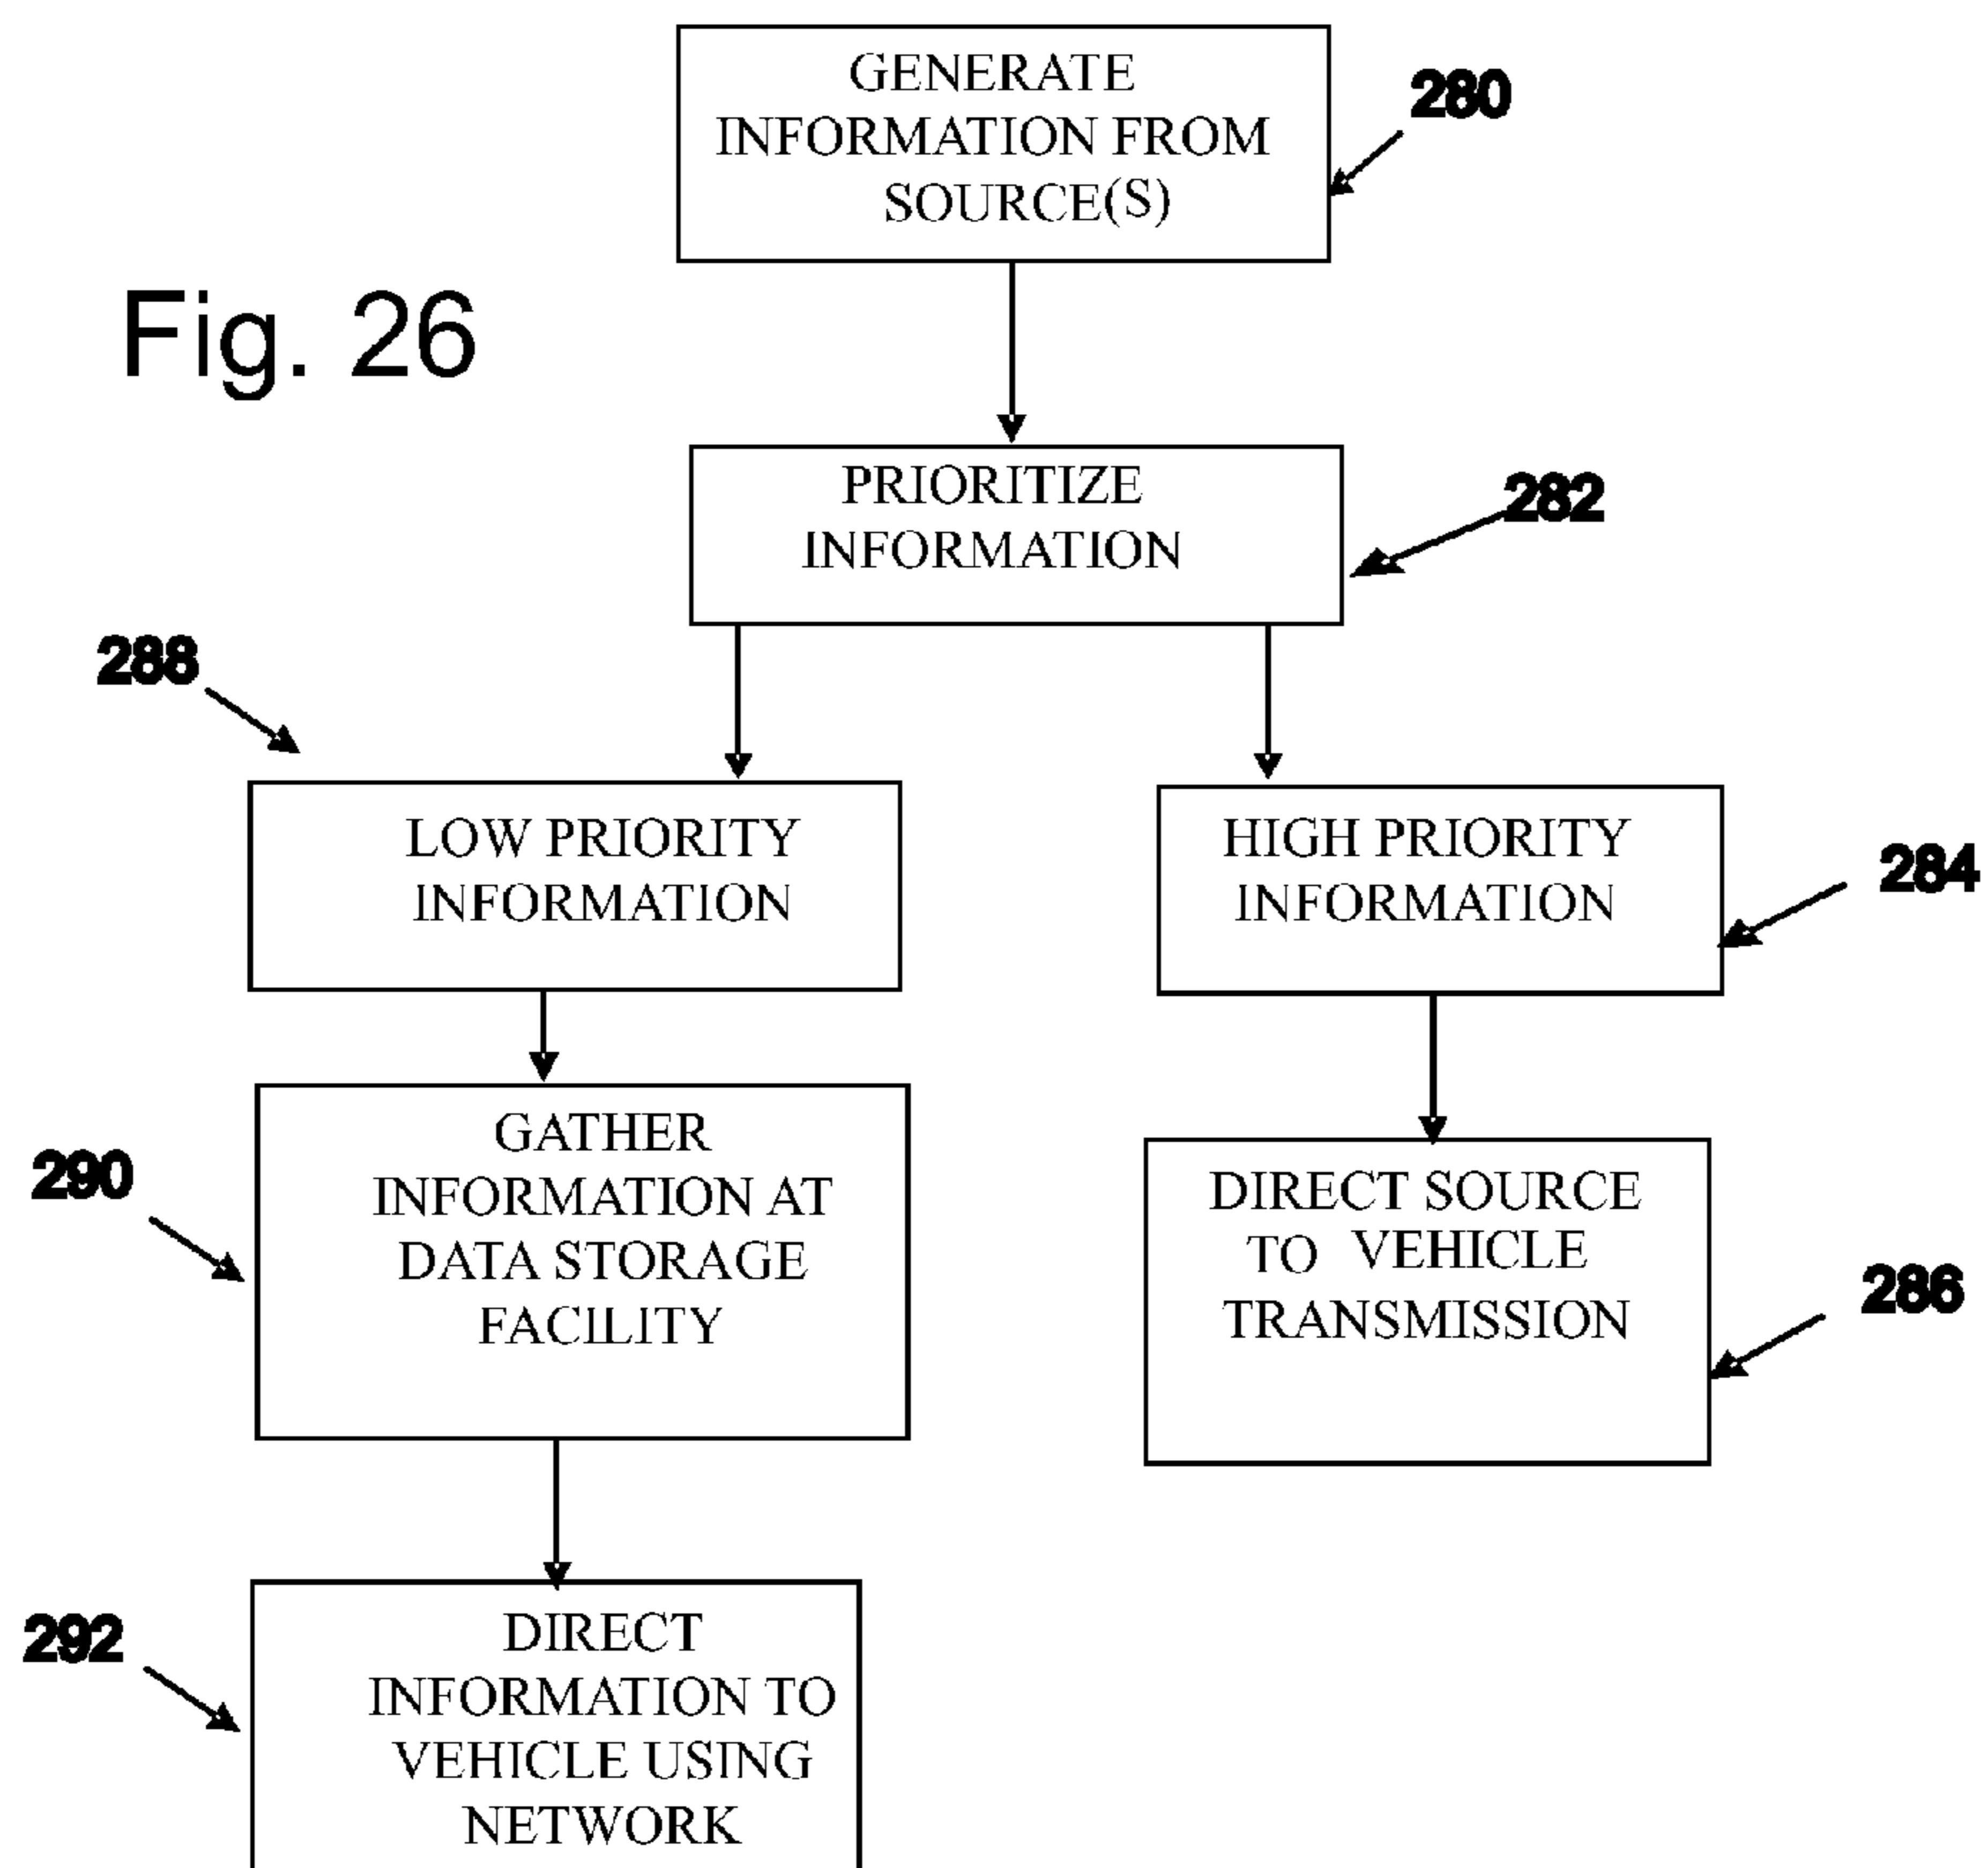 GENERATE
INFORMATION FROM
SOURCE(S)
280
Fig. 26
PRIORITIZE
INFORMATION
282
288
LOW PRIORITY
INFORMATION
HIGH PRIORITY
INFORMATION
284
GATHER
INFORMATION AT
DATA STORAGE
FACILITY
290
DIRECT SOURCE
TO VEHICLE
TRANSMISSION
286
292
DIRECT
INFORMATION TO
VEHICLE USING
NETWORK